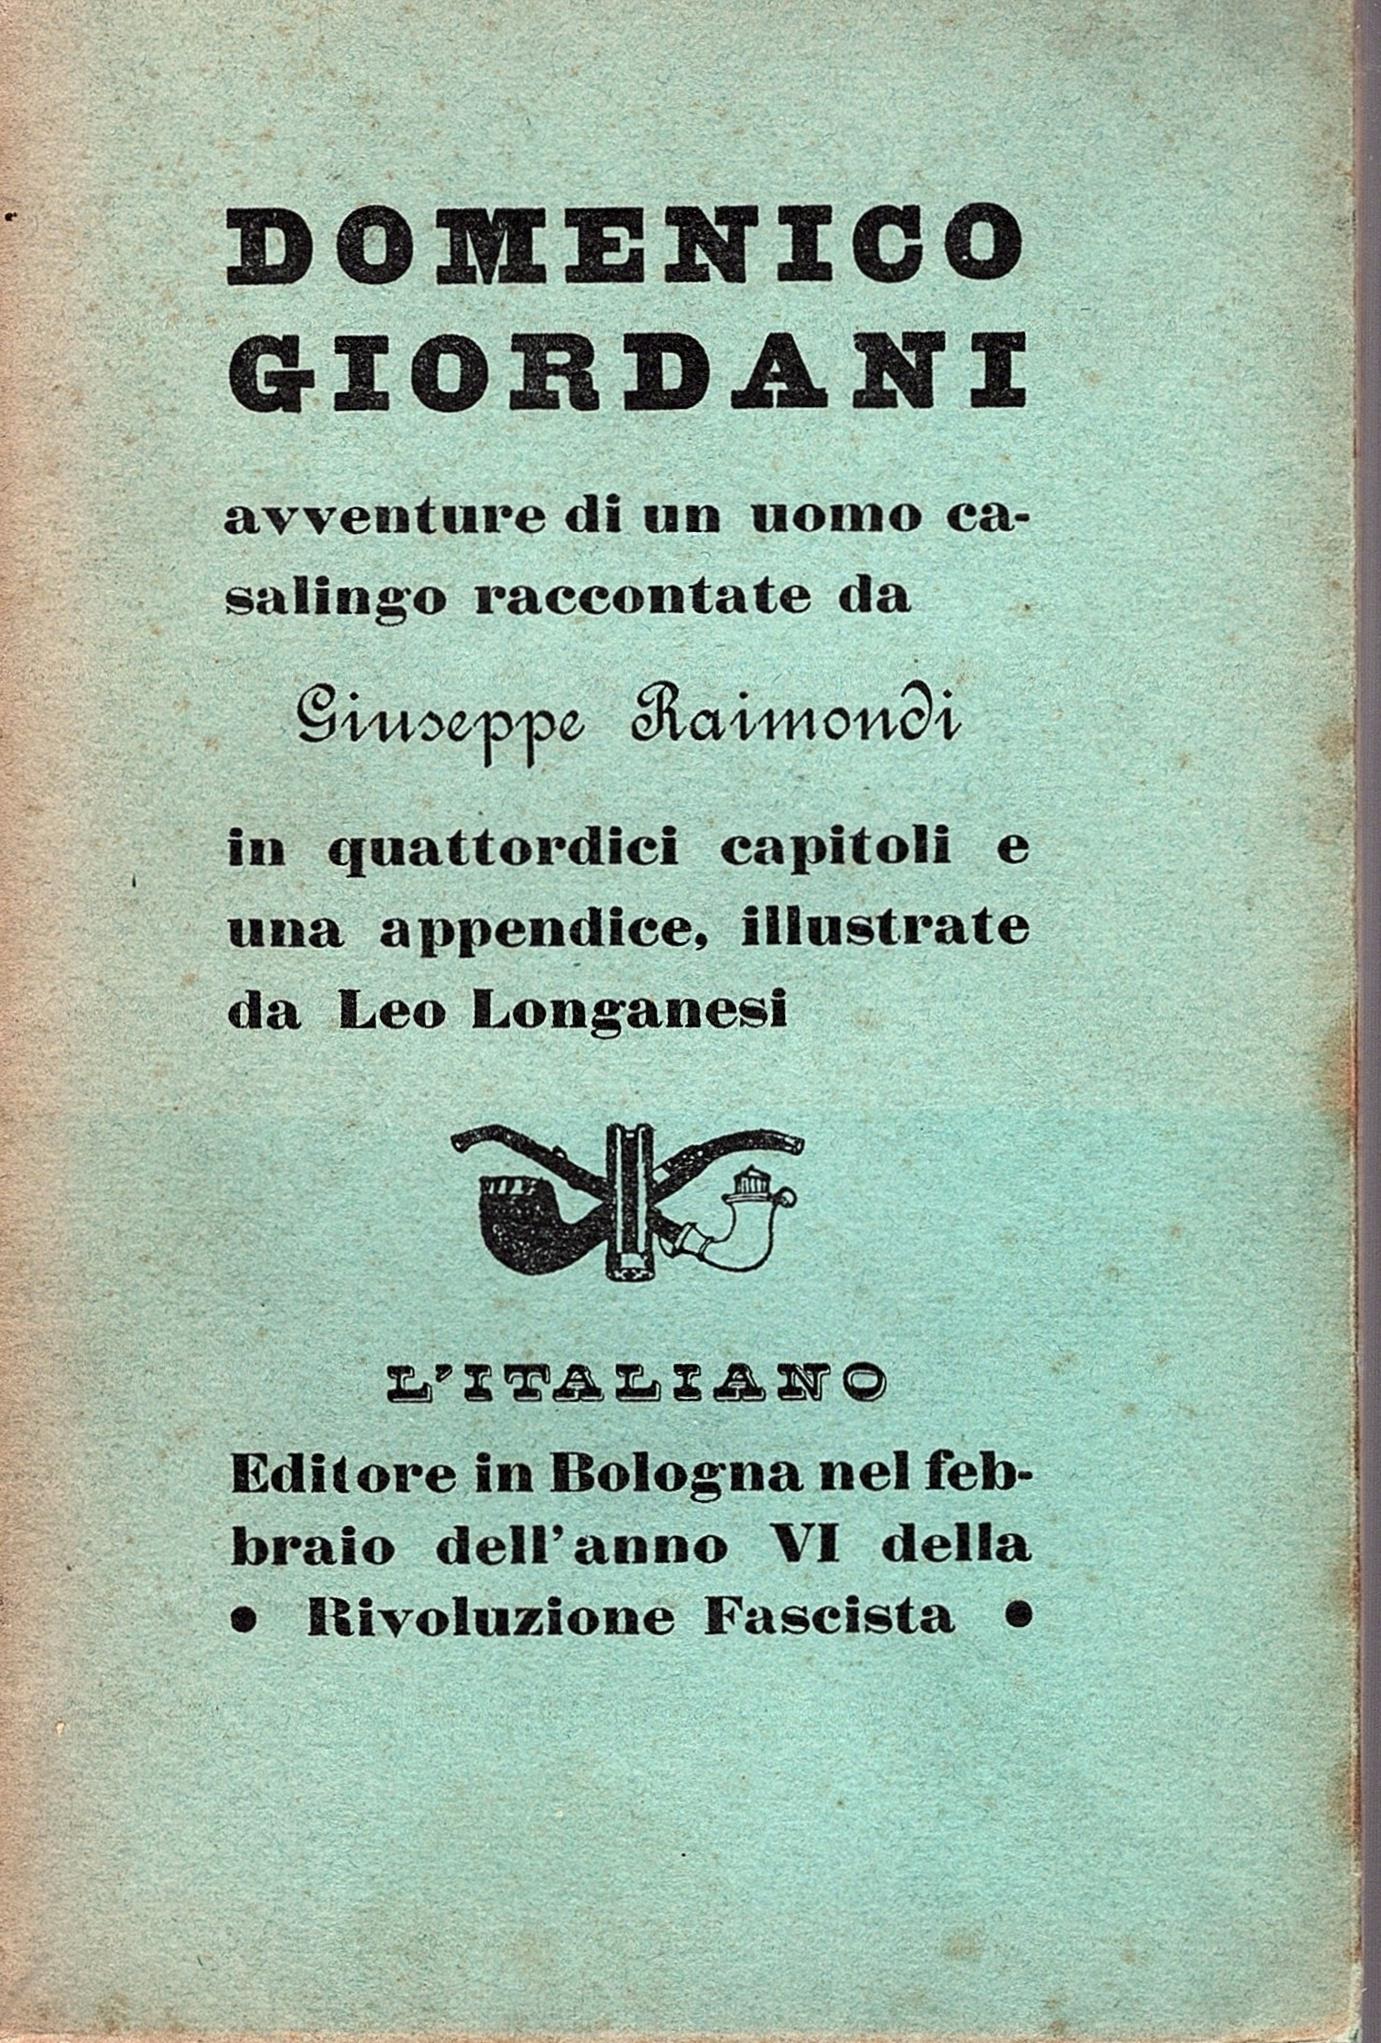 DOMENICO
GIORDANI
avventure di un uomo ca-
salingo raccontate da
Giuseppe Raimondi
in quattordici capitoli e
una appendice, illustrate
da Leo Longanesi
L'ITALIANO
Editore in Bologna nel feb-
braio dell'anno VI della
• Rivoluzione Fascista •